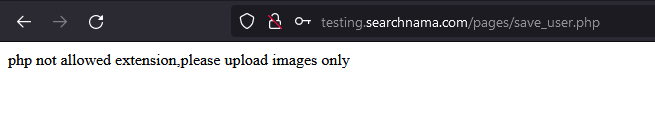 testing.searchnama.com/pages/save_user.php
php not allowed extension,please upload images only